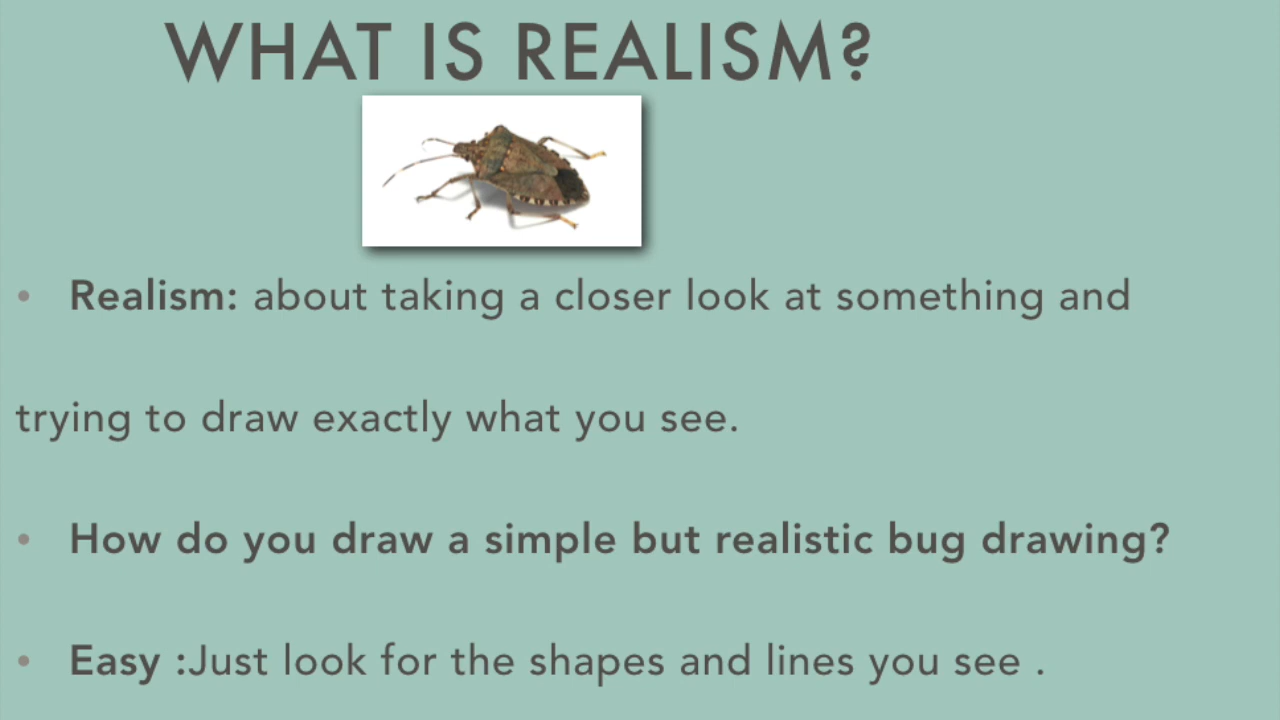 WHAT IS REALISM?
• Realism: about taking a closer look at something and
trying to draw exactly what you see.
• How do you draw a simple but realistic bug drawing?
• Easy :Just look for the shapes and lines you see .